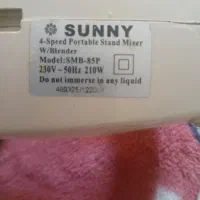 SUNNY
4-Speed Portable Stand Mixer
W/Blender
Model:SMB-85P
230V ~ 50Hz 210W
Do not immerse in any liquid